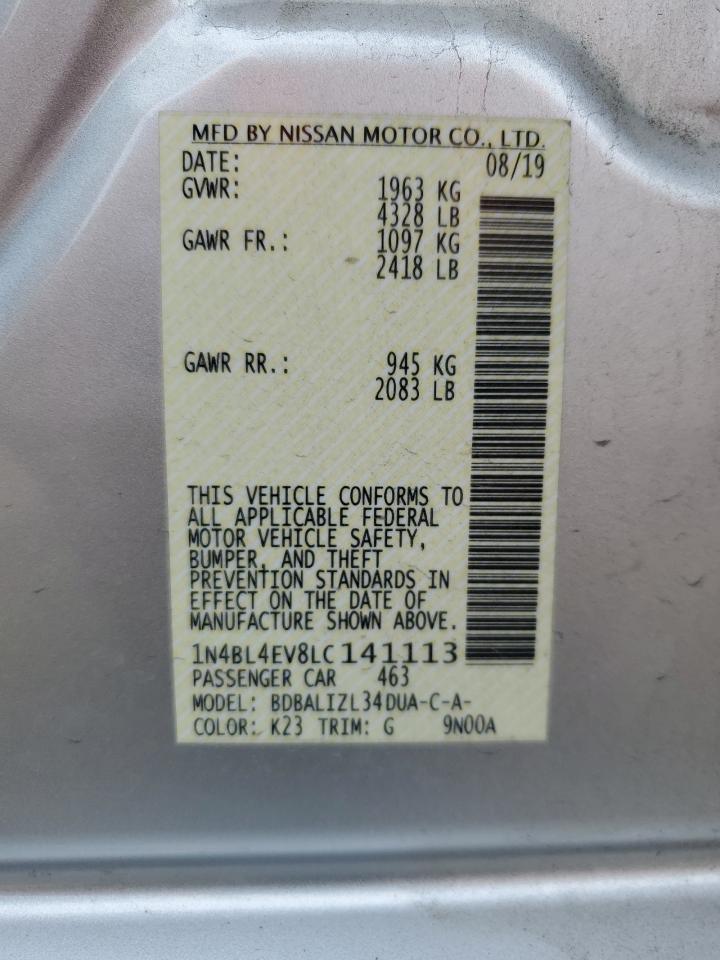 MFD BY NISSAN MOTOR CO., LTD.
DATE: 08/19
GVWR: 1963 KG
4328 LB
GAWR FR.: 1097 KG
2418 LB
GAWR RR.: 945 KG
2083 LB
THIS VEHICLE CONFORMS TO
ALL APPLICABLE FEDERAL
MOTOR VEHICLE SAFETY,
BUMPER, AND THEFT
PREVENTION STANDARDS IN
EFFECT ON THE DATE OF
MANUFACTURE SHOWN ABOVE.
1N4BL4EV8LC141113
PASSENGER CAR 463
MODEL: BDBALIZL34DUA-C-A-
COLOR: K23 TRIM: G 9N00A